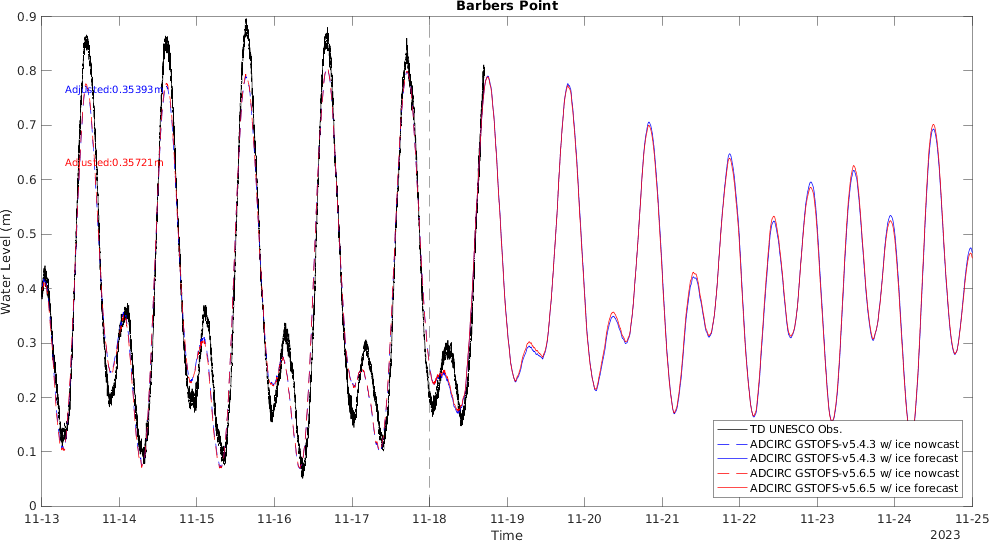 Barbers Point
0.9
0.8
0.7
0.6
0.5
0.4
0.3
0.2
0.1
0
Water Level (m)
Adjusted:0.35393m
Adjusted:0.35721m
TD UNESCO Obs.
ADCIRC GSTOFS-v5.4.3 w/ ice nowcast
ADCIRC GSTOFS-v5.4.3 w/ ice forecast
ADCIRC GSTOFS-v5.6.5 w/ ice nowcast
ADCIRC GSTOFS-v5.6.5 w/ ice forecast
11-13 11-14 11-15 11-16 11-17 11-18 11-19 11-20 11-21 11-22 11-23 11-24 11-25
Time
2023